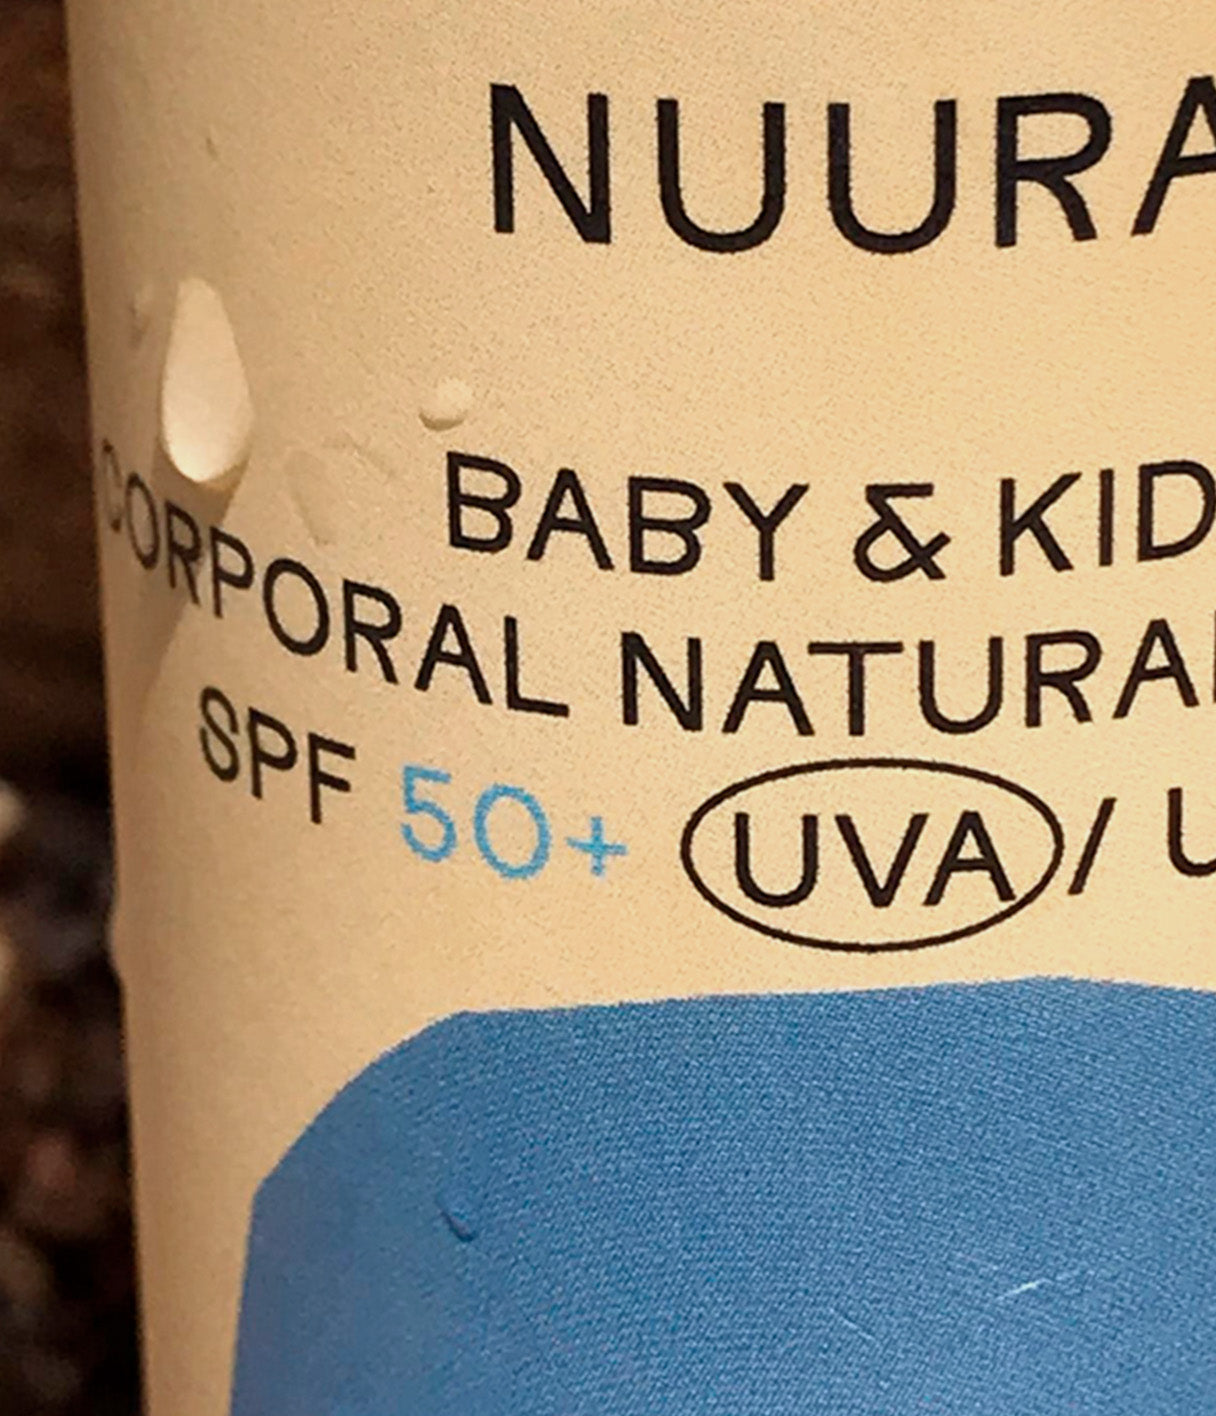 NUURA
BABY & KID
CORPORAL NATURAL
SPF 50+ UVA / U